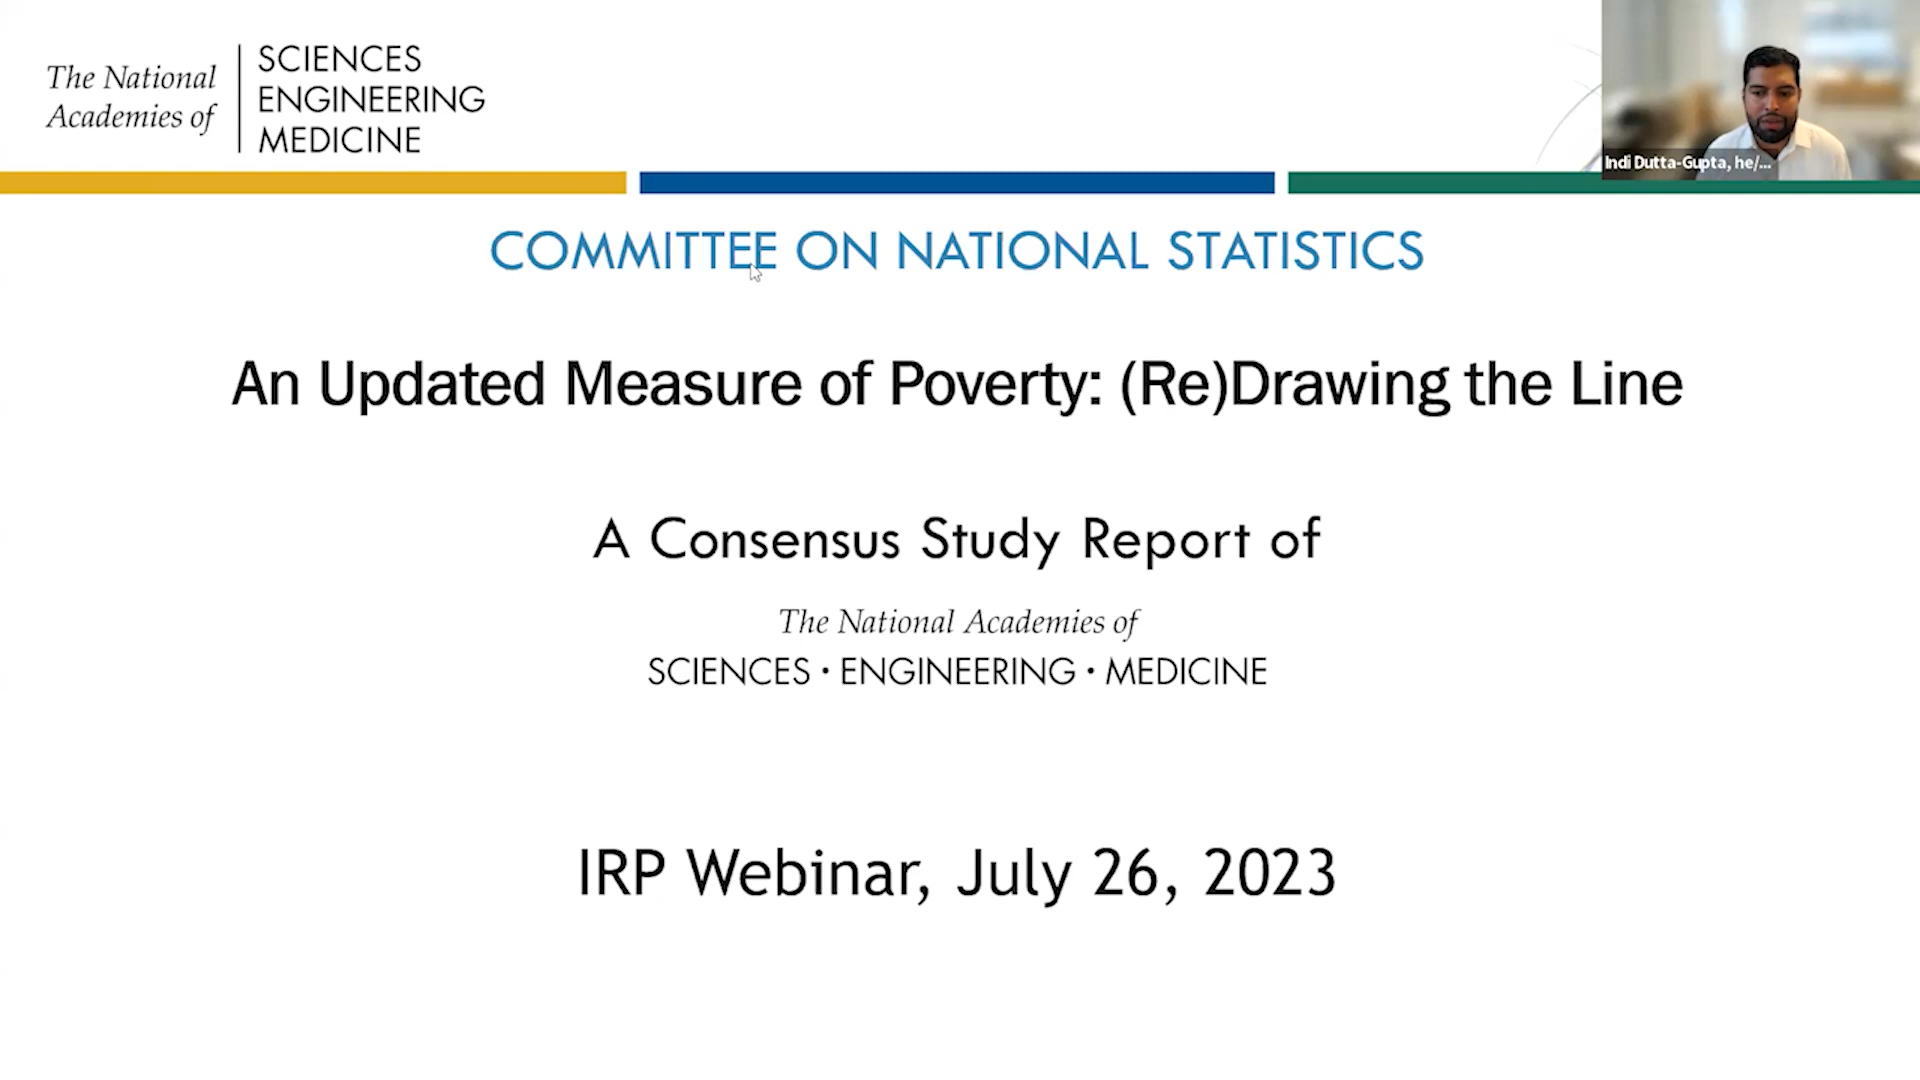 The National
Academies of
SCIENCES
ENGINEERING
MEDICINE
Indi Dutta-Gupta, he/...
COMMITTEE ON NATIONAL STATISTICS
An Updated Measure of Poverty: (Re)Drawing the Line
A Consensus Study Report of
The National Academies of
SCIENCES · ENGINEERING · MEDICINE
IRP Webinar, July 26, 2023